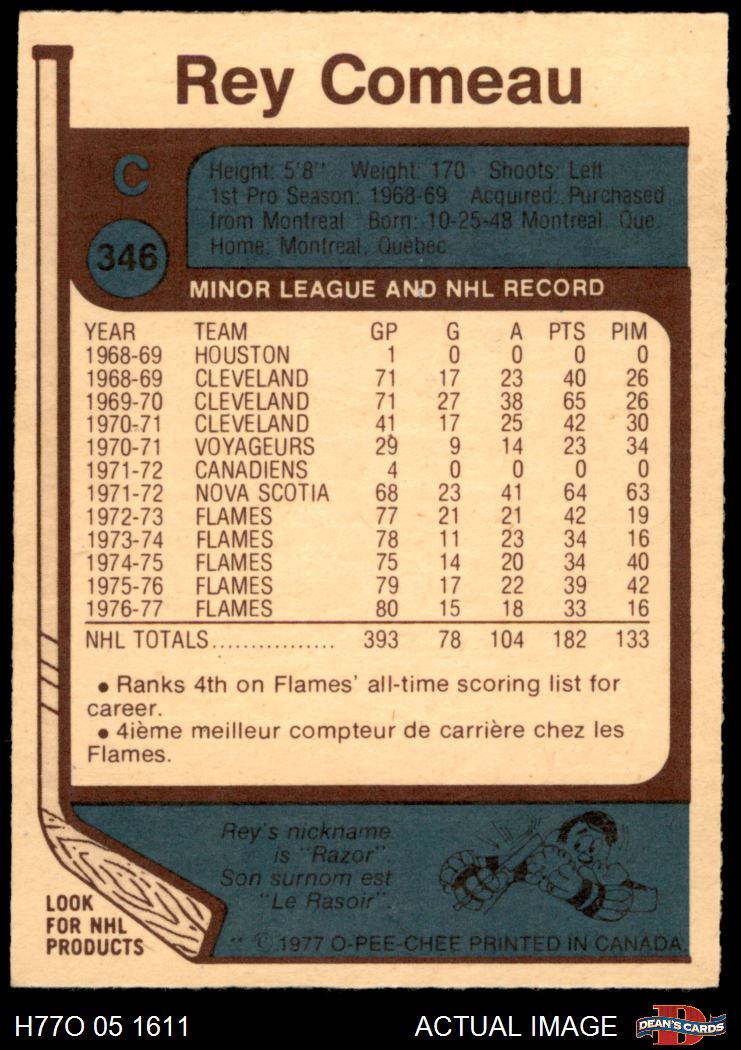 Rey Comeau
C
346
Height: 5'8" Weight: 170 Shoots: Left
1st Pro Season: 1968-69 Acquired: Purchased
from Montreal Born: 10-25-48 Montreal, Que.
Home: Montreal, Quebec
MINOR LEAGUE AND NHL RECORD
YEAR TEAM GP G A PTS PIM
1968-69 HOUSTON 1 0 0 0 0
1968-69 CLEVELAND 71 17 23 40 26
1969-70 CLEVELAND 71 27 38 65 26
1970-71 CLEVELAND 41 17 25 42 30
1970-71 VOYAGEURS 29 9 14 23 34
1971-72 CANADIENS 4 0 0 0 0
1971-72 NOVA SCOTIA 68 23 41 64 63
1972-73 FLAMES 77 21 21 42 19
1973-74 FLAMES 78 11 23 34 16
1974-75 FLAMES 75 14 20 34 40
1975-76 FLAMES 79 17 22 39 42
1976-77 FLAMES 80 15 18 33 16
NHL TOTALS................ 393 78 104 182 133
• Ranks 4th on Flames' all-time scoring list for
career.
• 4ième meilleur compteur de carrière chez les
Flames.
Rey's nickname
is "Razor".
Son surnom est
"Le Rasoir".
LOOK
FOR NHL
PRODUCTS
** © 1977 O-PEE-CHEE PRINTED IN CANADA.
H77O 05 1611
ACTUAL IMAGE
DEAN'S CARDS